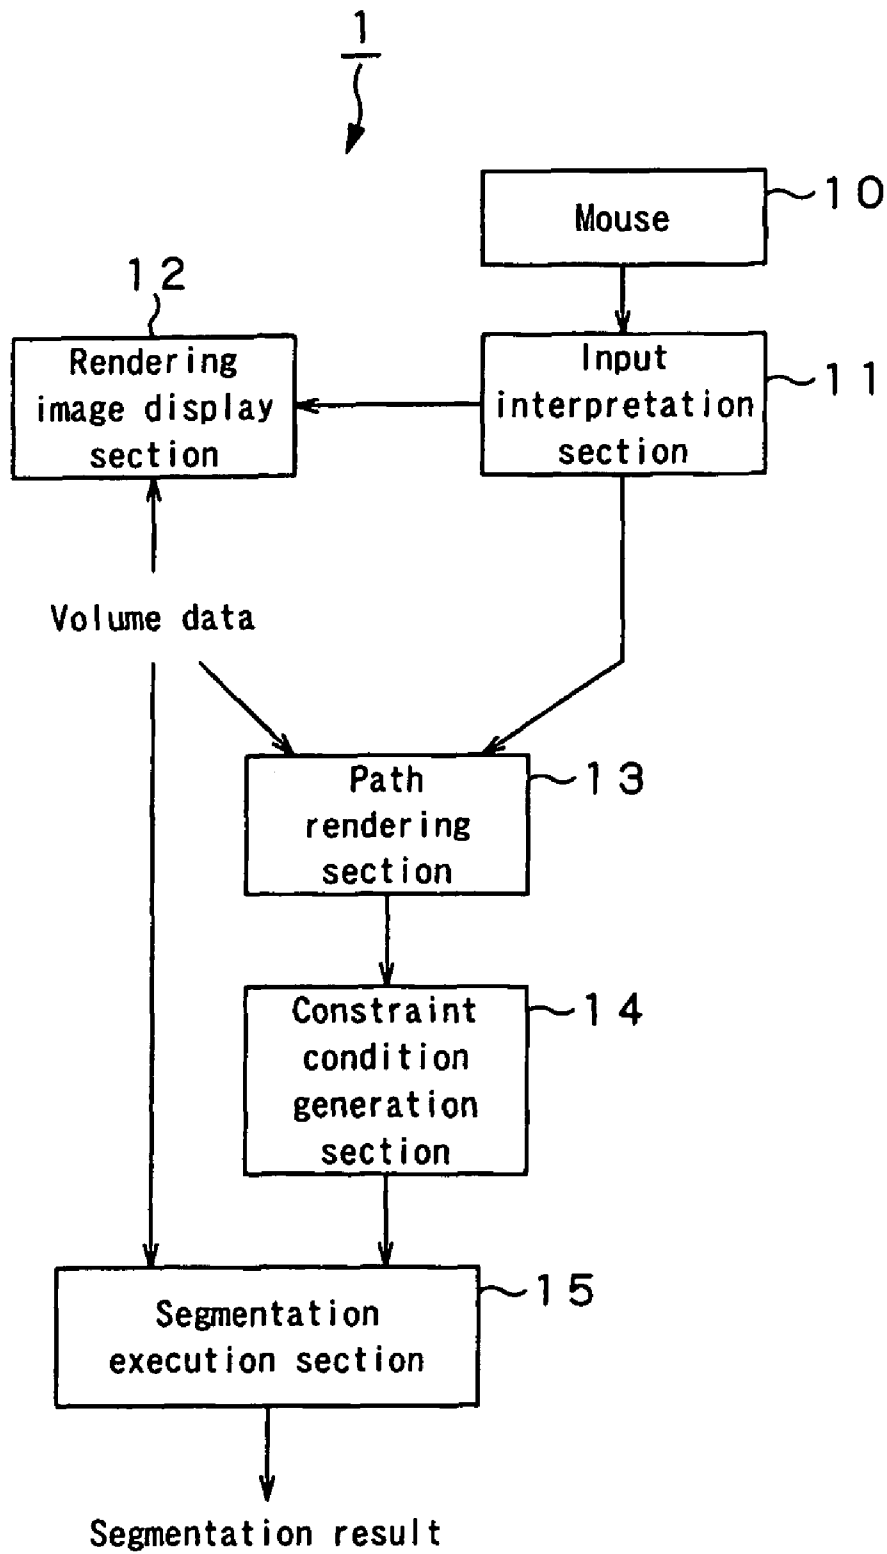 1
Mouse
10
12
Rendering
image display
section
Input
interpretation
section
11
Volume data
Path
rendering
section
13
Constraint
condition
generation
section
14
Segmentation
execution section
15
Segmentation result